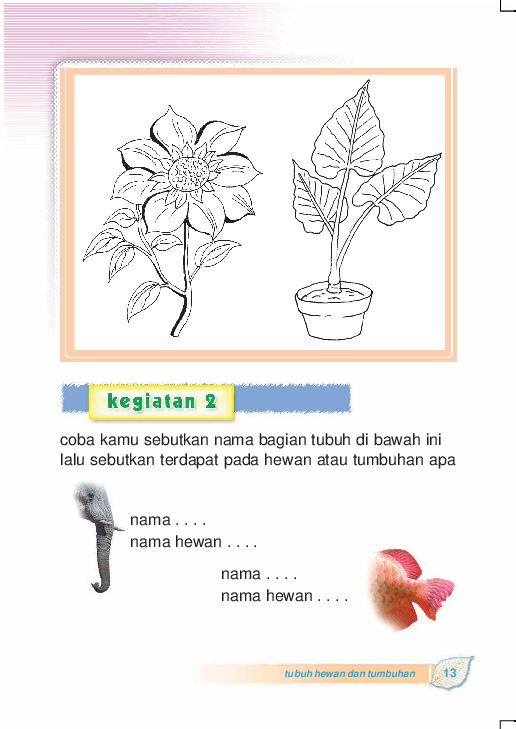 kegiatan 2
coba kamu sebutkan nama bagian tubuh di bawah ini
lalu sebutkan terdapat pada hewan atau tumbuhan apa
nama . . . .
nama hewan . . . .
nama . . . .
nama hewan . . . .
tubuh hewan dan tumbuhan 13